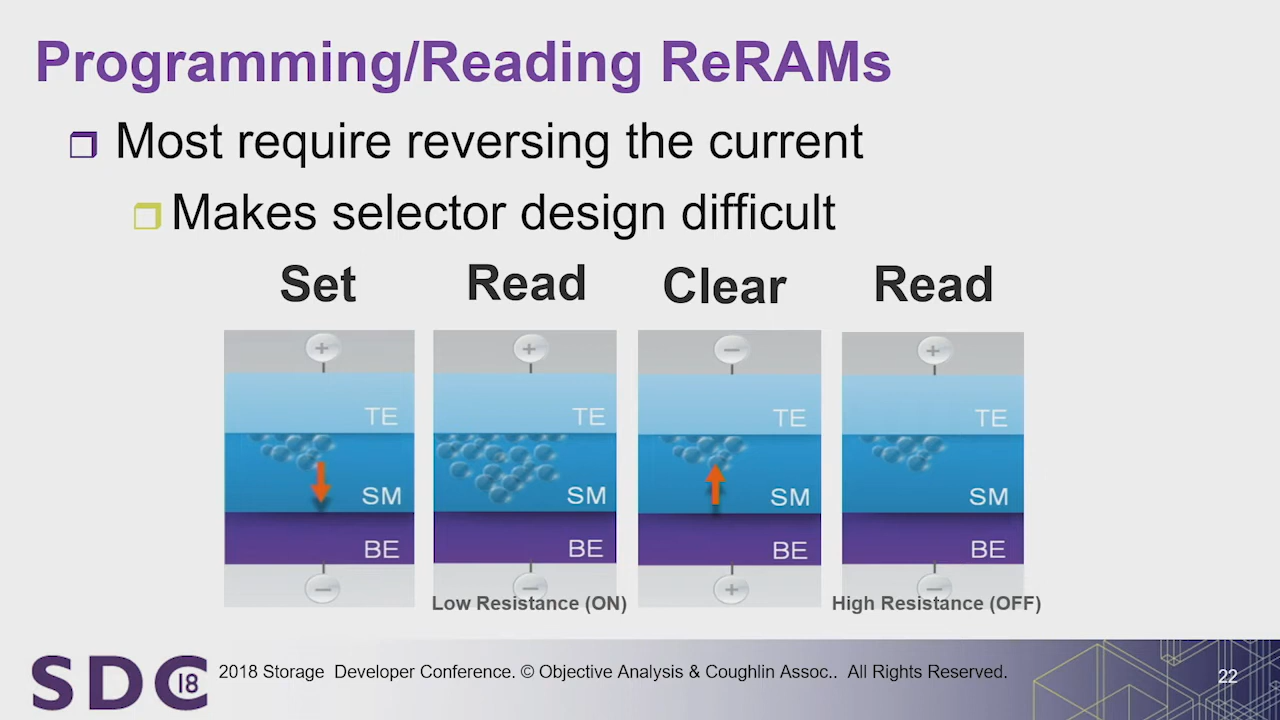 Programming/Reading ReRAMs
Most require reversing the current
Makes selector design difficult
Set Read Clear Read
+ + − +
TE TE TE TE
SM SM SM SM
BE BE BE BE
− − + −
Low Resistance (ON) High Resistance (OFF)
SDC 18 2018 Storage Developer Conference. © Objective Analysis & Coughlin Assoc.. All Rights Reserved. 22